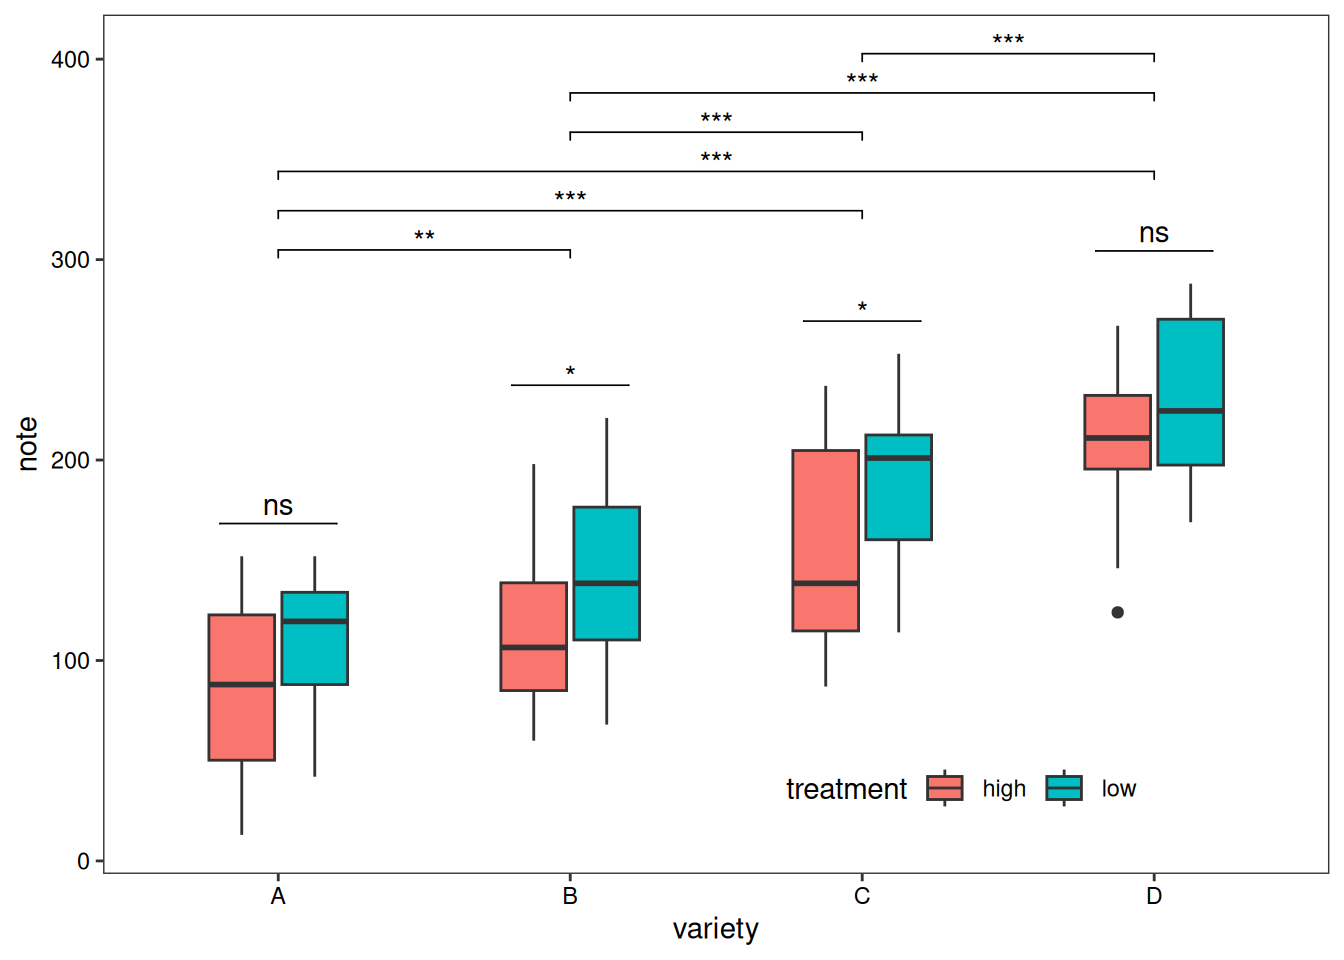 400
***
***
***
***
***
**
300
ns
*
*
200
ns
100
treatment high low
0
A B C D
variety
note